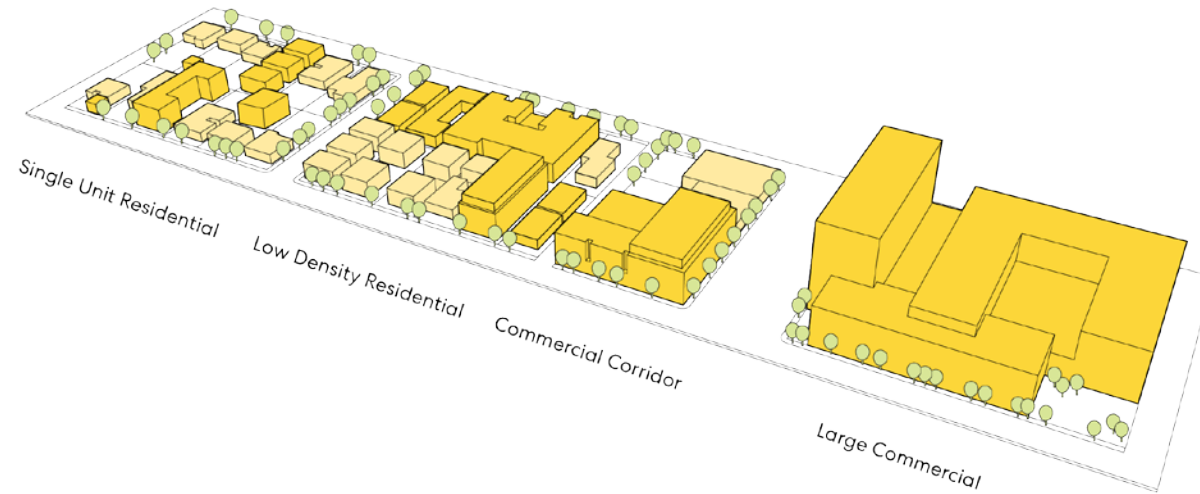 Single Unit Residential
Low Density Residential
Commercial Corridor
Large Commercial